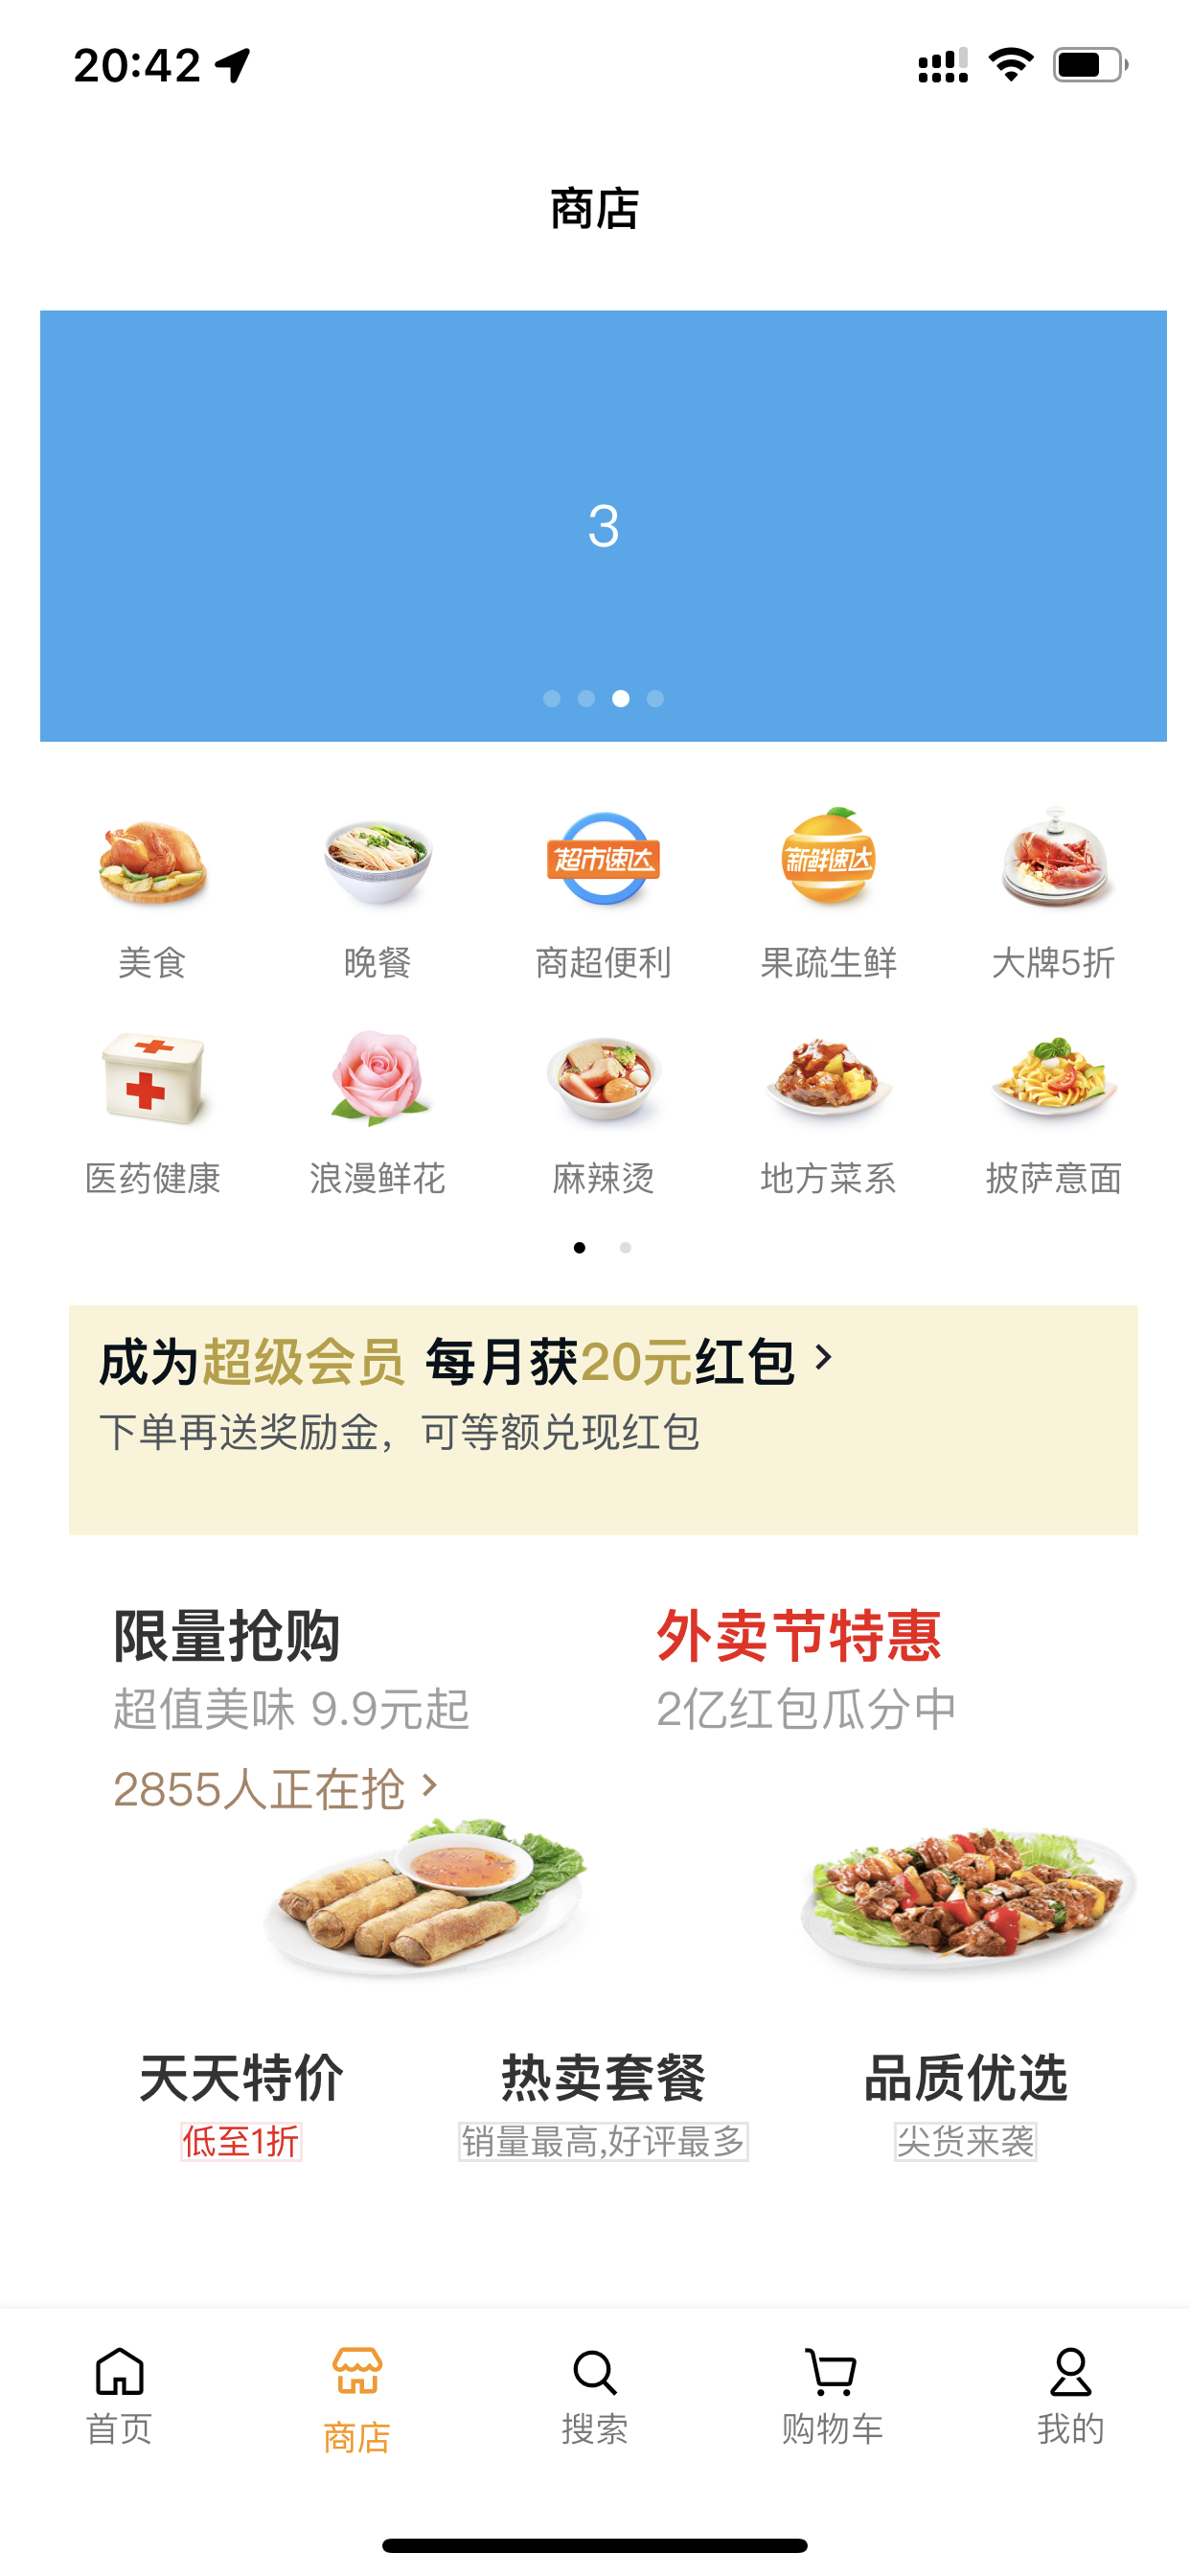 20:42
商店
3
超市速达
新鲜速达
美食
晚餐
商超便利
果疏生鲜
大牌5折
医药健康
浪漫鲜花
麻辣烫
地方菜系
披萨意面
成为超级会员 每月获20元红包
下单再送奖励金，可等额兑现红包
限量抢购
超值美味 9.9元起
2855人正在抢
外卖节特惠
2亿红包瓜分中
天天特价
低至1折
热卖套餐
销量最高,好评最多
品质优选
尖货来袭
首页
商店
搜索
购物车
我的